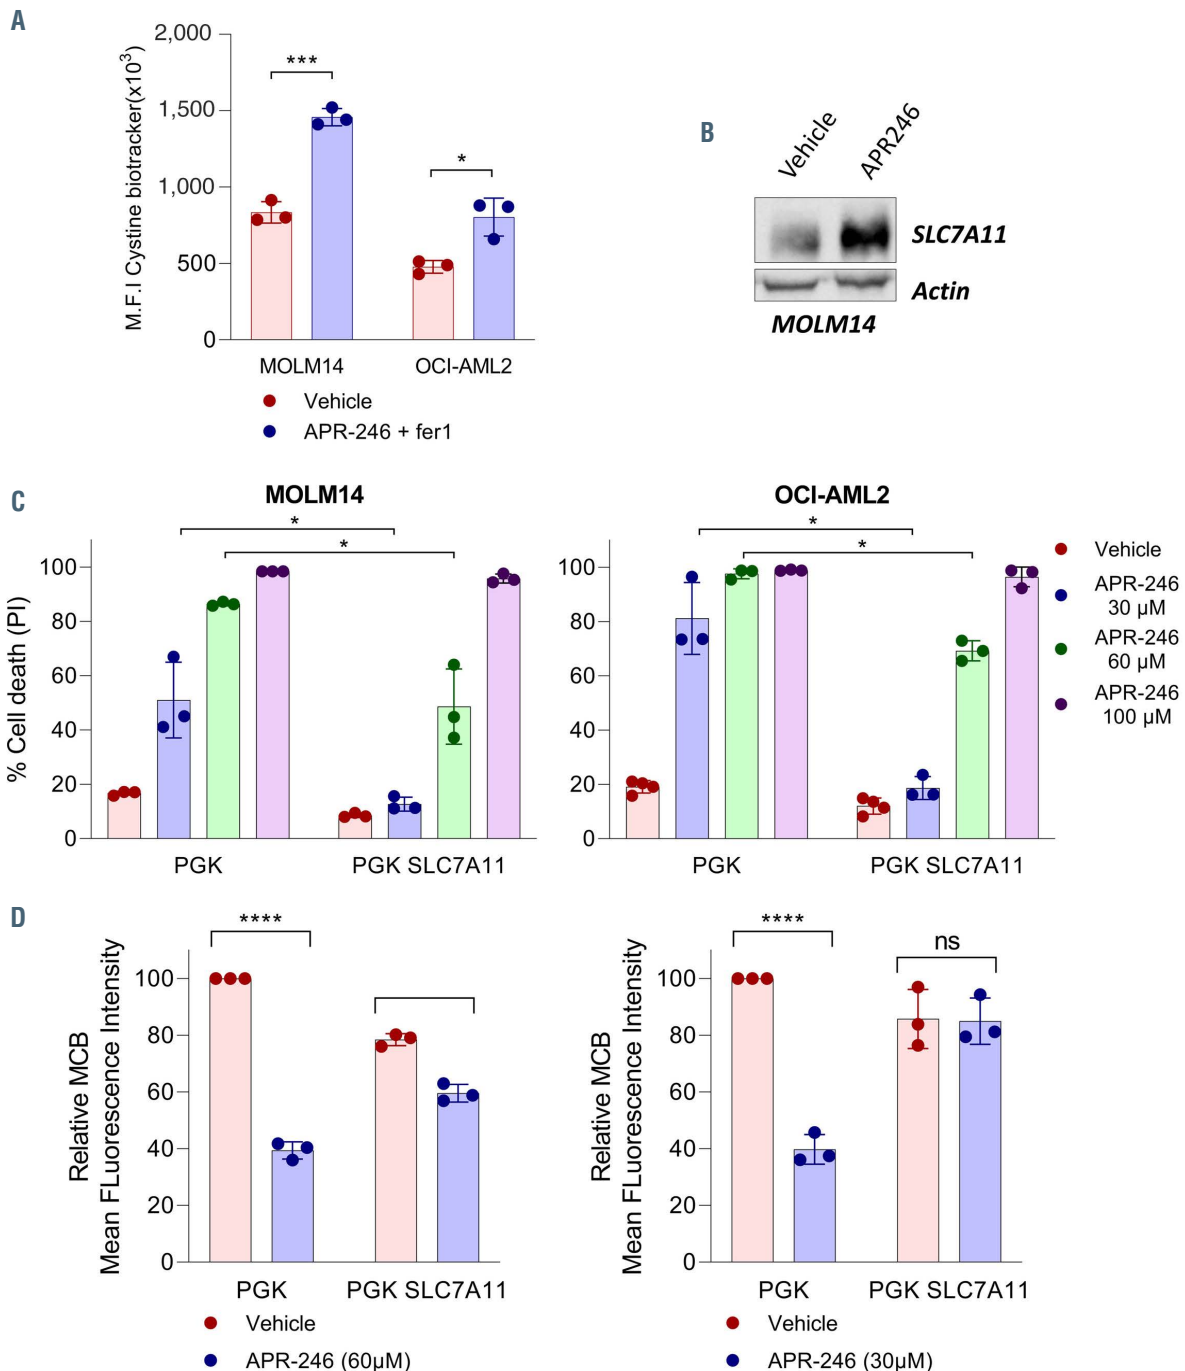 A
M.F.I Cystine biotracker(x10³)
2,000
1,500
1,000
500
0
***
*
MOLM14
OCI-AML2
Vehicle
APR-246 + fer1
B
Vehicle
APR246
SLC7A11
Actin
MOLM14
C
MOLM14
% Cell death (PI)
100
80
60
40
20
0
*
*
PGK
PGK SLC7A11
OCI-AML2
100
80
60
40
20
0
*
*
PGK
PGK SLC7A11
Vehicle
APR-246
30 µM
APR-246
60 µM
APR-246
100 µM
D
Relative MCB
Mean FLuorescence Intensity
100
80
60
40
20
0
****
PGK
PGK SLC7A11
Vehicle
APR-246 (60µM)
Relative MCB
Mean FLuorescence Intensity
100
80
60
40
20
0
****
ns
PGK
PGK SLC7A11
Vehicle
APR-246 (30µM)